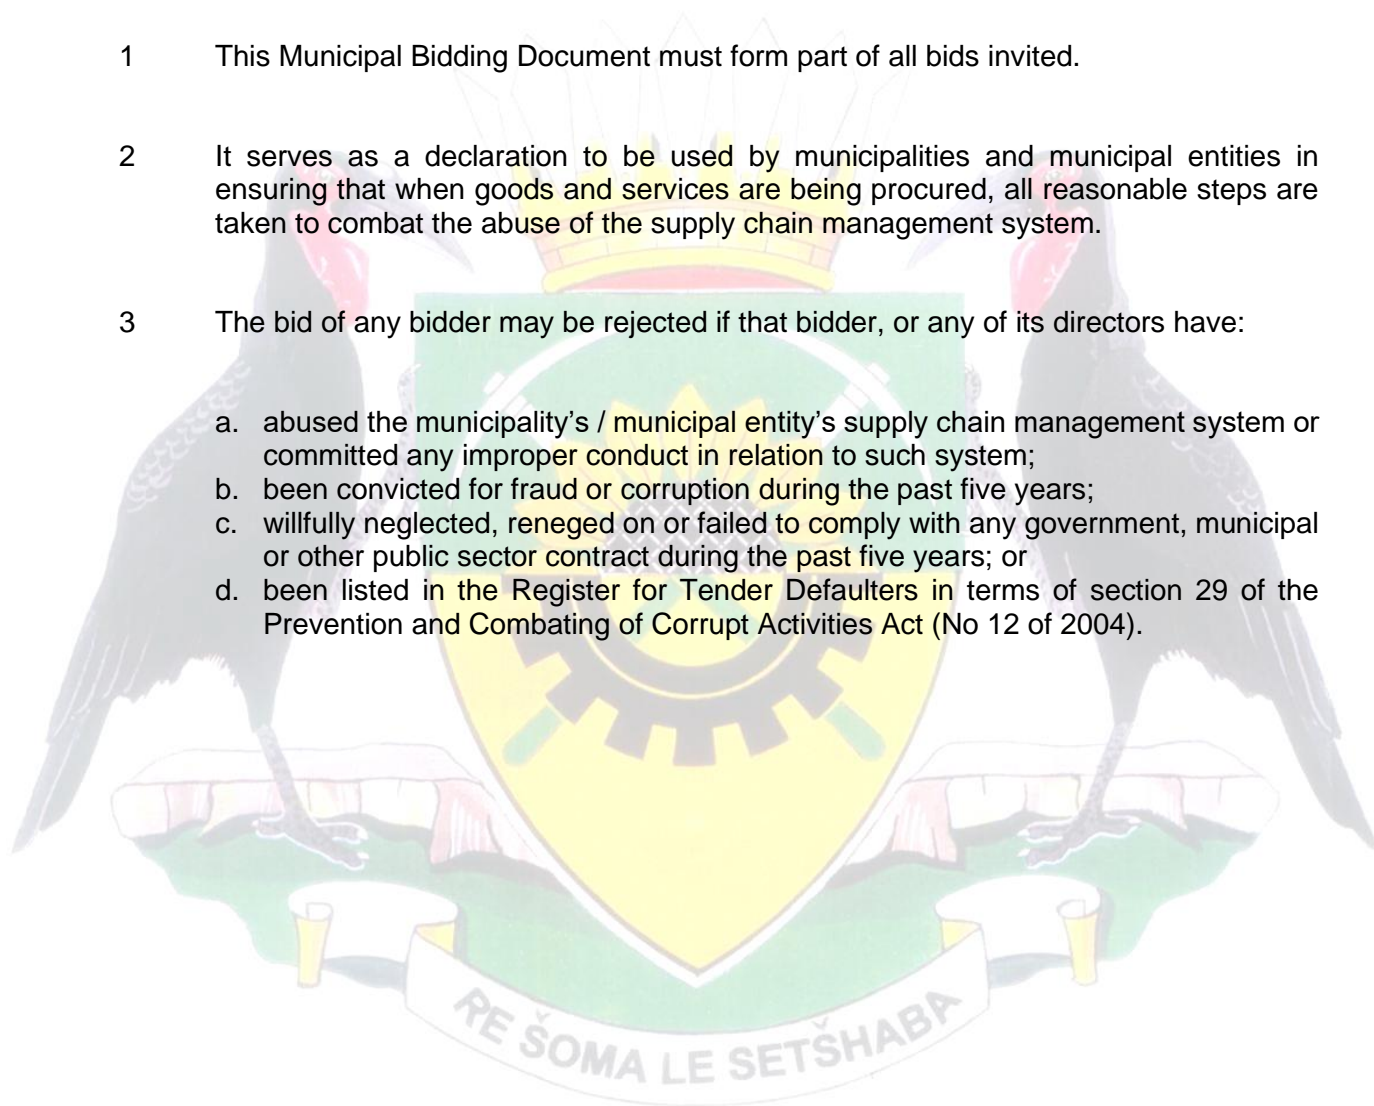 1 This Municipal Bidding Document must form part of all bids invited.
2 It serves as a declaration to be used by municipalities and municipal entities in
ensuring that when goods and services are being procured, all reasonable steps are
taken to combat the abuse of the supply chain management system.
3 The bid of any bidder may be rejected if that bidder, or any of its directors have:
a. abused the municipality’s / municipal entity’s supply chain management system or
committed any improper conduct in relation to such system;
b. been convicted for fraud or corruption during the past five years;
c. willfully neglected, reneged on or failed to comply with any government, municipal
or other public sector contract during the past five years; or
d. been listed in the Register for Tender Defaulters in terms of section 29 of the
Prevention and Combating of Corrupt Activities Act (No 12 of 2004).
RE ŠOMA LE SETŠHABA